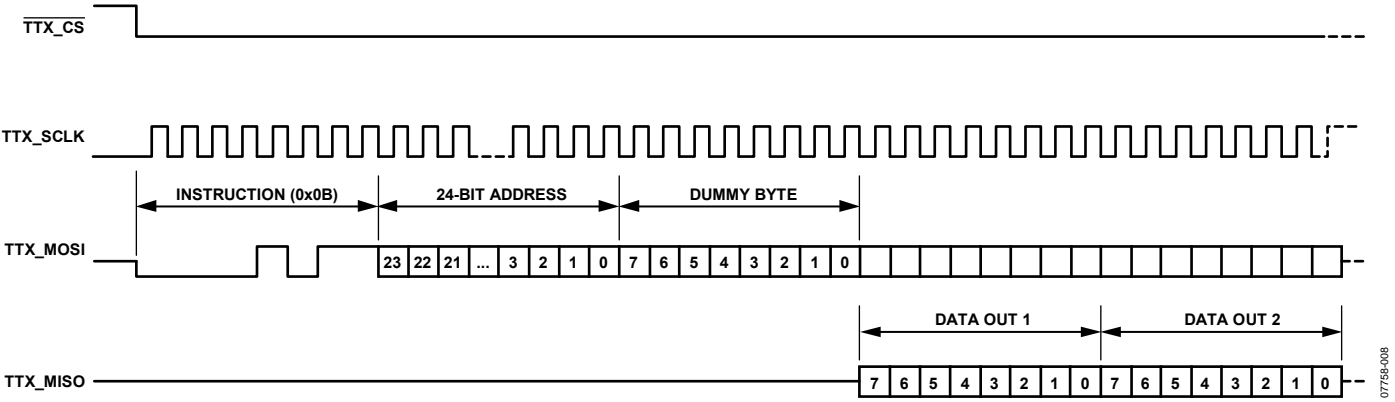 TTX_CS
TTX_SCLK
INSTRUCTION (0x0B) 24-BIT ADDRESS DUMMY BYTE
TTX_MOSI 23 22 21 ... 3 2 1 0 7 6 5 4 3 2 1 0
DATA OUT 1 DATA OUT 2
TTX_MISO 7 6 5 4 3 2 1 0 7 6 5 4 3 2 1 0
07758-008